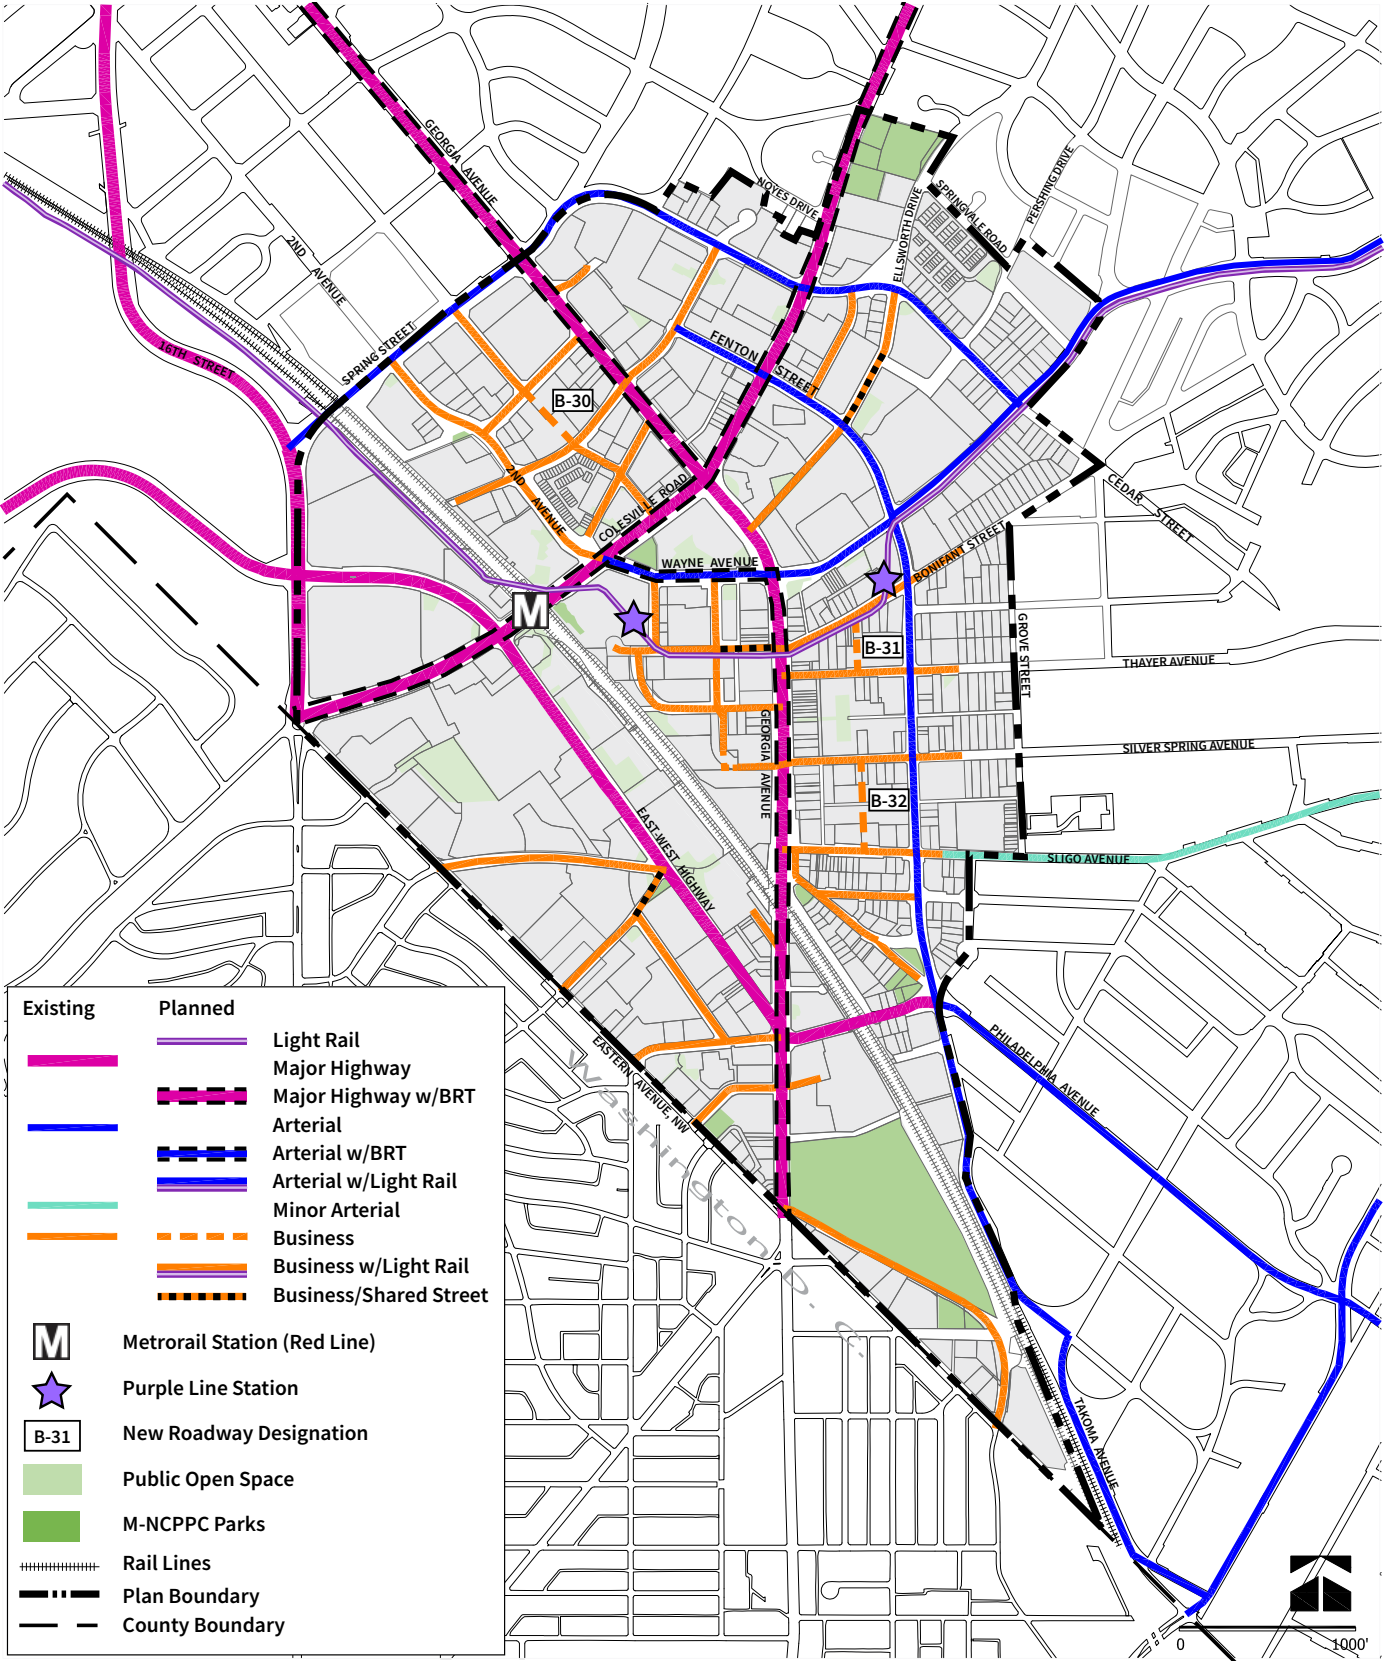 GEORGIA AVENUE
NOYES DRIVE
SPRINGVALE ROAD
PERSHING DRIVE
ELLSWORTH DRIVE
2ND AVENUE
SPRING STREET
16TH STREET
FENTON STREET
B-30
2ND AVENUE
COLESVILLE ROAD
CEDAR STREET
WAYNE AVENUE
BONIFANT STREET
M
GROVE STREET
B-31
THAYER AVENUE
GEORGIA AVENUE
SILVER SPRING AVENUE
B-32
EAST-WEST HIGHWAY
SLIGO AVENUE
EASTERN AVENUE, NW
PHILADELPHIA AVENUE
Washington D. C.
TAKOMA AVENUE
Existing Planned
Light Rail
Major Highway
Major Highway w/BRT
Arterial
Arterial w/BRT
Arterial w/Light Rail
Minor Arterial
Business
Business w/Light Rail
Business/Shared Street
M Metrorail Station (Red Line)
Purple Line Station
B-31 New Roadway Designation
Public Open Space
M-NCPPC Parks
Rail Lines
Plan Boundary
County Boundary
0 1000'